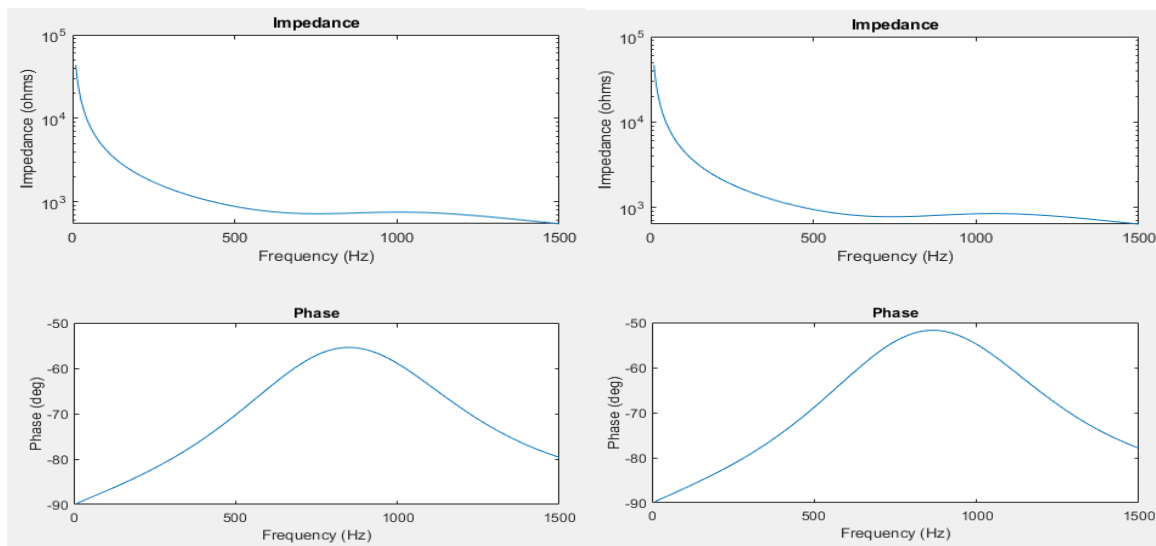 Impedance
10^5
10^4
10^3
Impedance (ohms)
0 500 1000 1500
Frequency (Hz)
Phase
-50
-60
-70
-80
-90
Phase (deg)
0 500 1000 1500
Frequency (Hz)
Impedance
10^5
10^4
10^3
Impedance (ohms)
0 500 1000 1500
Frequency (Hz)
Phase
-50
-60
-70
-80
-90
Phase (deg)
0 500 1000 1500
Frequency (Hz)